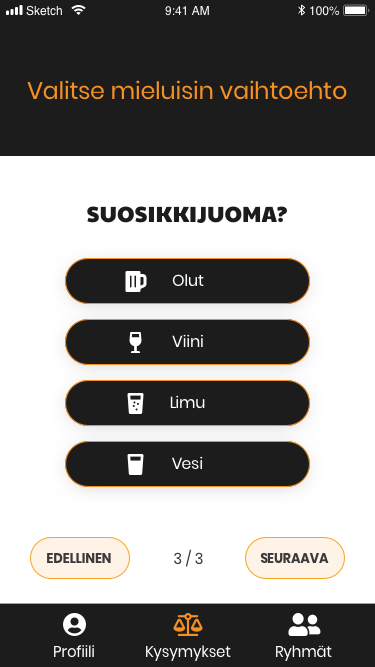 Sketch 9:41 AM 100%
Valitse mieluisin vaihtoehto
SUOSIKKIJUOMA?
Olut
Viini
Limu
Vesi
EDELLINEN 3 / 3 SEURAAVA
Profiili Kysymykset Ryhmät